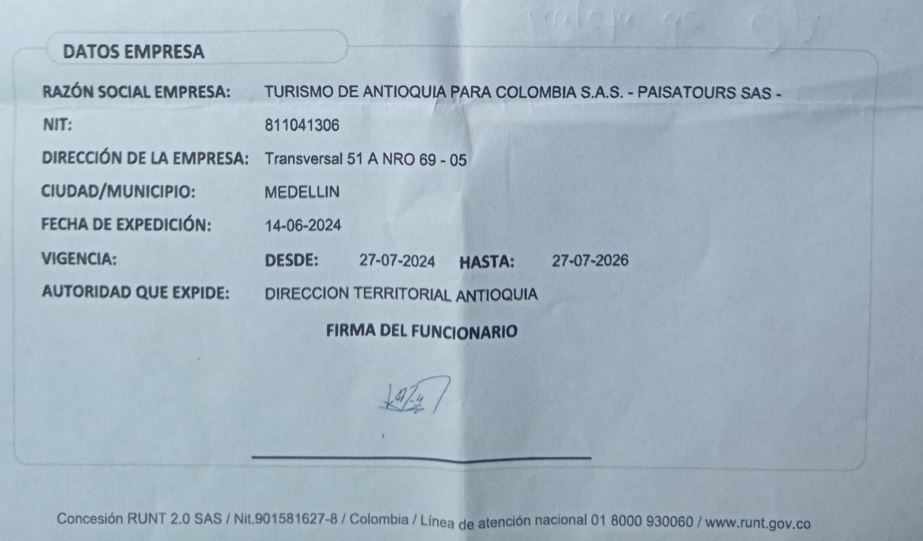 DATOS EMPRESA
RAZÓN SOCIAL EMPRESA: TURISMO DE ANTIOQUIA PARA COLOMBIA S.A.S. - PAISATOURS SAS -
NIT: 811041306
DIRECCIÓN DE LA EMPRESA: Transversal 51 A NRO 69 - 05
CIUDAD/MUNICIPIO: MEDELLIN
FECHA DE EXPEDICIÓN: 14-06-2024
VIGENCIA: DESDE: 27-07-2024 HASTA: 27-07-2026
AUTORIDAD QUE EXPIDE: DIRECCION TERRITORIAL ANTIOQUIA
FIRMA DEL FUNCIONARIO
Concesión RUNT 2.0 SAS / Nit.901581627-8 / Colombia / Línea de atención nacional 01 8000 930060 / www.runt.gov.co